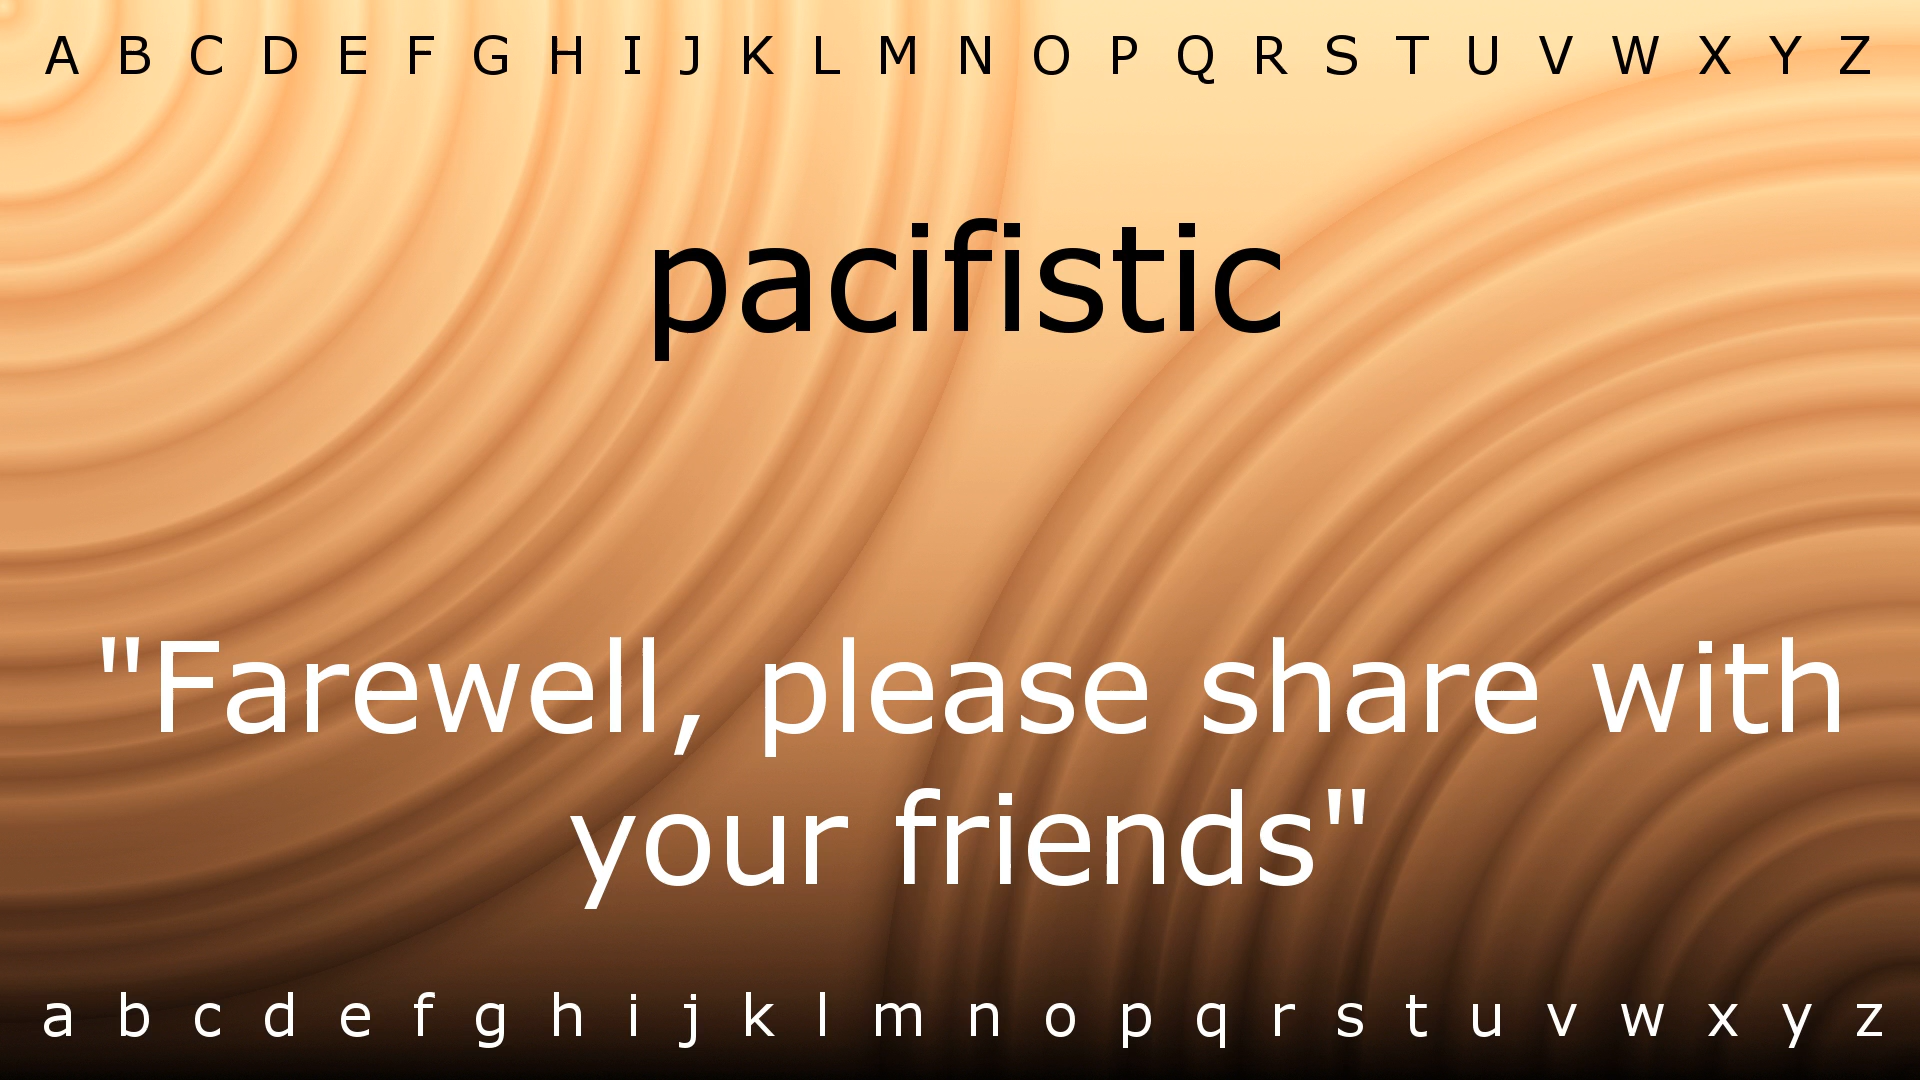 A B C D E F G H I J K L M N O P Q R S T U V W X Y Z
pacifistic
"Farewell, please share with
your friends"
a b c d e f g h i j k l m n o p q r s t u v w x y z